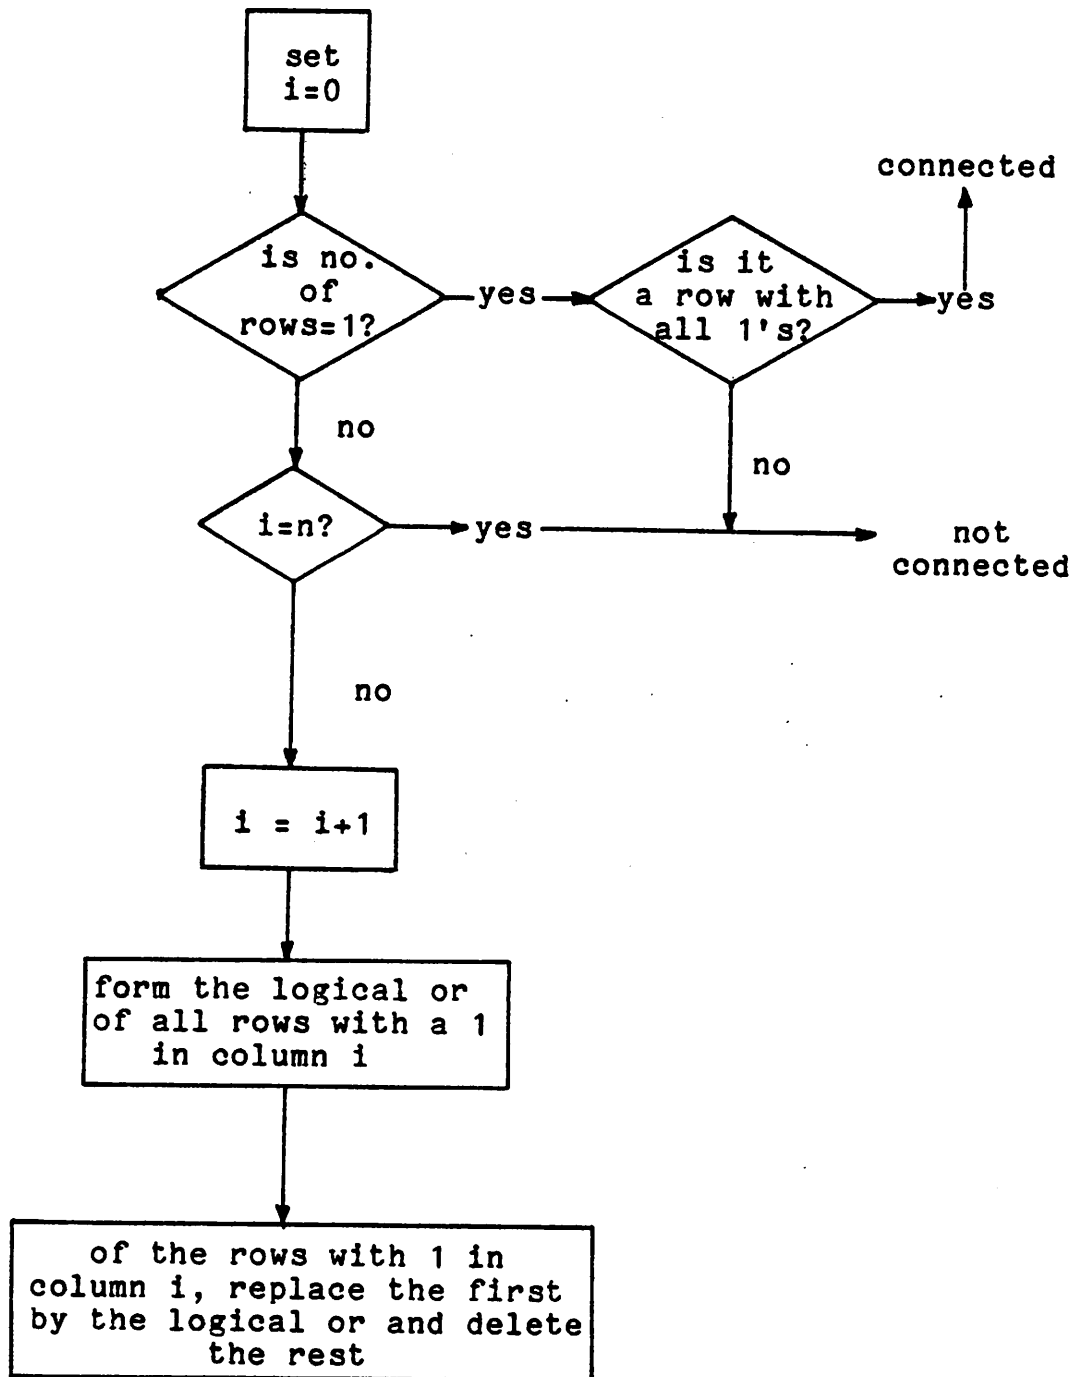 set
i=0
connected
is no.
of
rows=1?
yes
is it
a row with
all 1's?
yes
no
no
i=n?
yes
not
connected
no
i = i+1
form the logical or
of all rows with a 1
in column i
of the rows with 1 in
column i, replace the first
by the logical or and delete
the rest